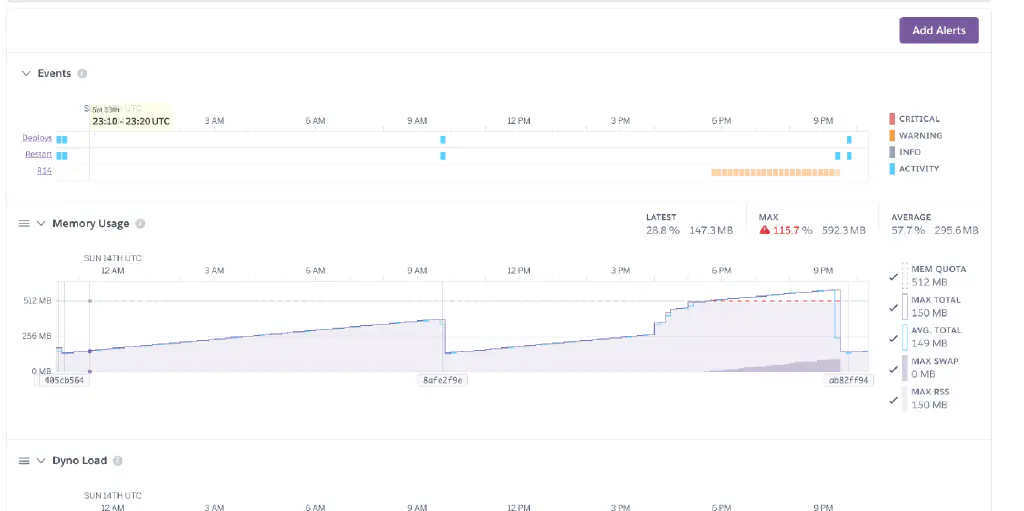 Add Alerts
Events
Sat 13th
23:10 - 23:20 UTC
3 AM 6 AM 9 AM 12 PM 3 PM 6 PM 9 PM
Deploys
Restart
R14
CRITICAL
WARNING
INFO
ACTIVITY
Memory Usage
LATEST
28.8 % 147.3 MB
MAX
115.7 % 592.3 MB
AVERAGE
57.7 % 295.6 MB
SUN 14TH UTC
12 AM 3 AM 6 AM 9 AM 12 PM 3 PM 6 PM 9 PM
512 MB
256 MB
0 MB
405cb564
8afe2f9e
ab82ff94
MEM QUOTA
512 MB
MAX TOTAL
150 MB
AVG. TOTAL
149 MB
MAX SWAP
0 MB
MAX RSS
150 MB
Dyno Load
SUN 14TH UTC
12 AM 3 AM 6 AM 9 AM 12 PM 3 PM 6 PM 9 PM